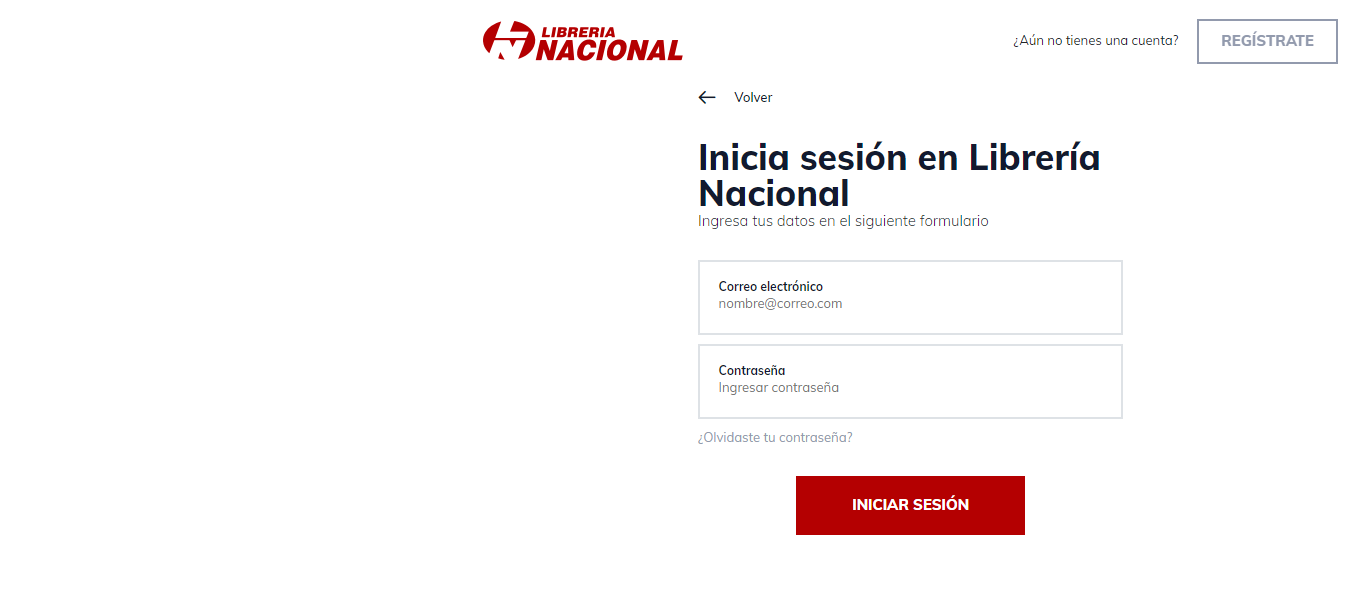 LIBRERIA
NACIONAL
¿Aún no tienes una cuenta?
REGÍSTRATE
Volver
Inicia sesión en Librería
Nacional
Ingresa tus datos en el siguiente formulario
Correo electrónico
nombre@correo.com
Contraseña
Ingresar contraseña
¿Olvidaste tu contraseña?
INICIAR SESIÓN